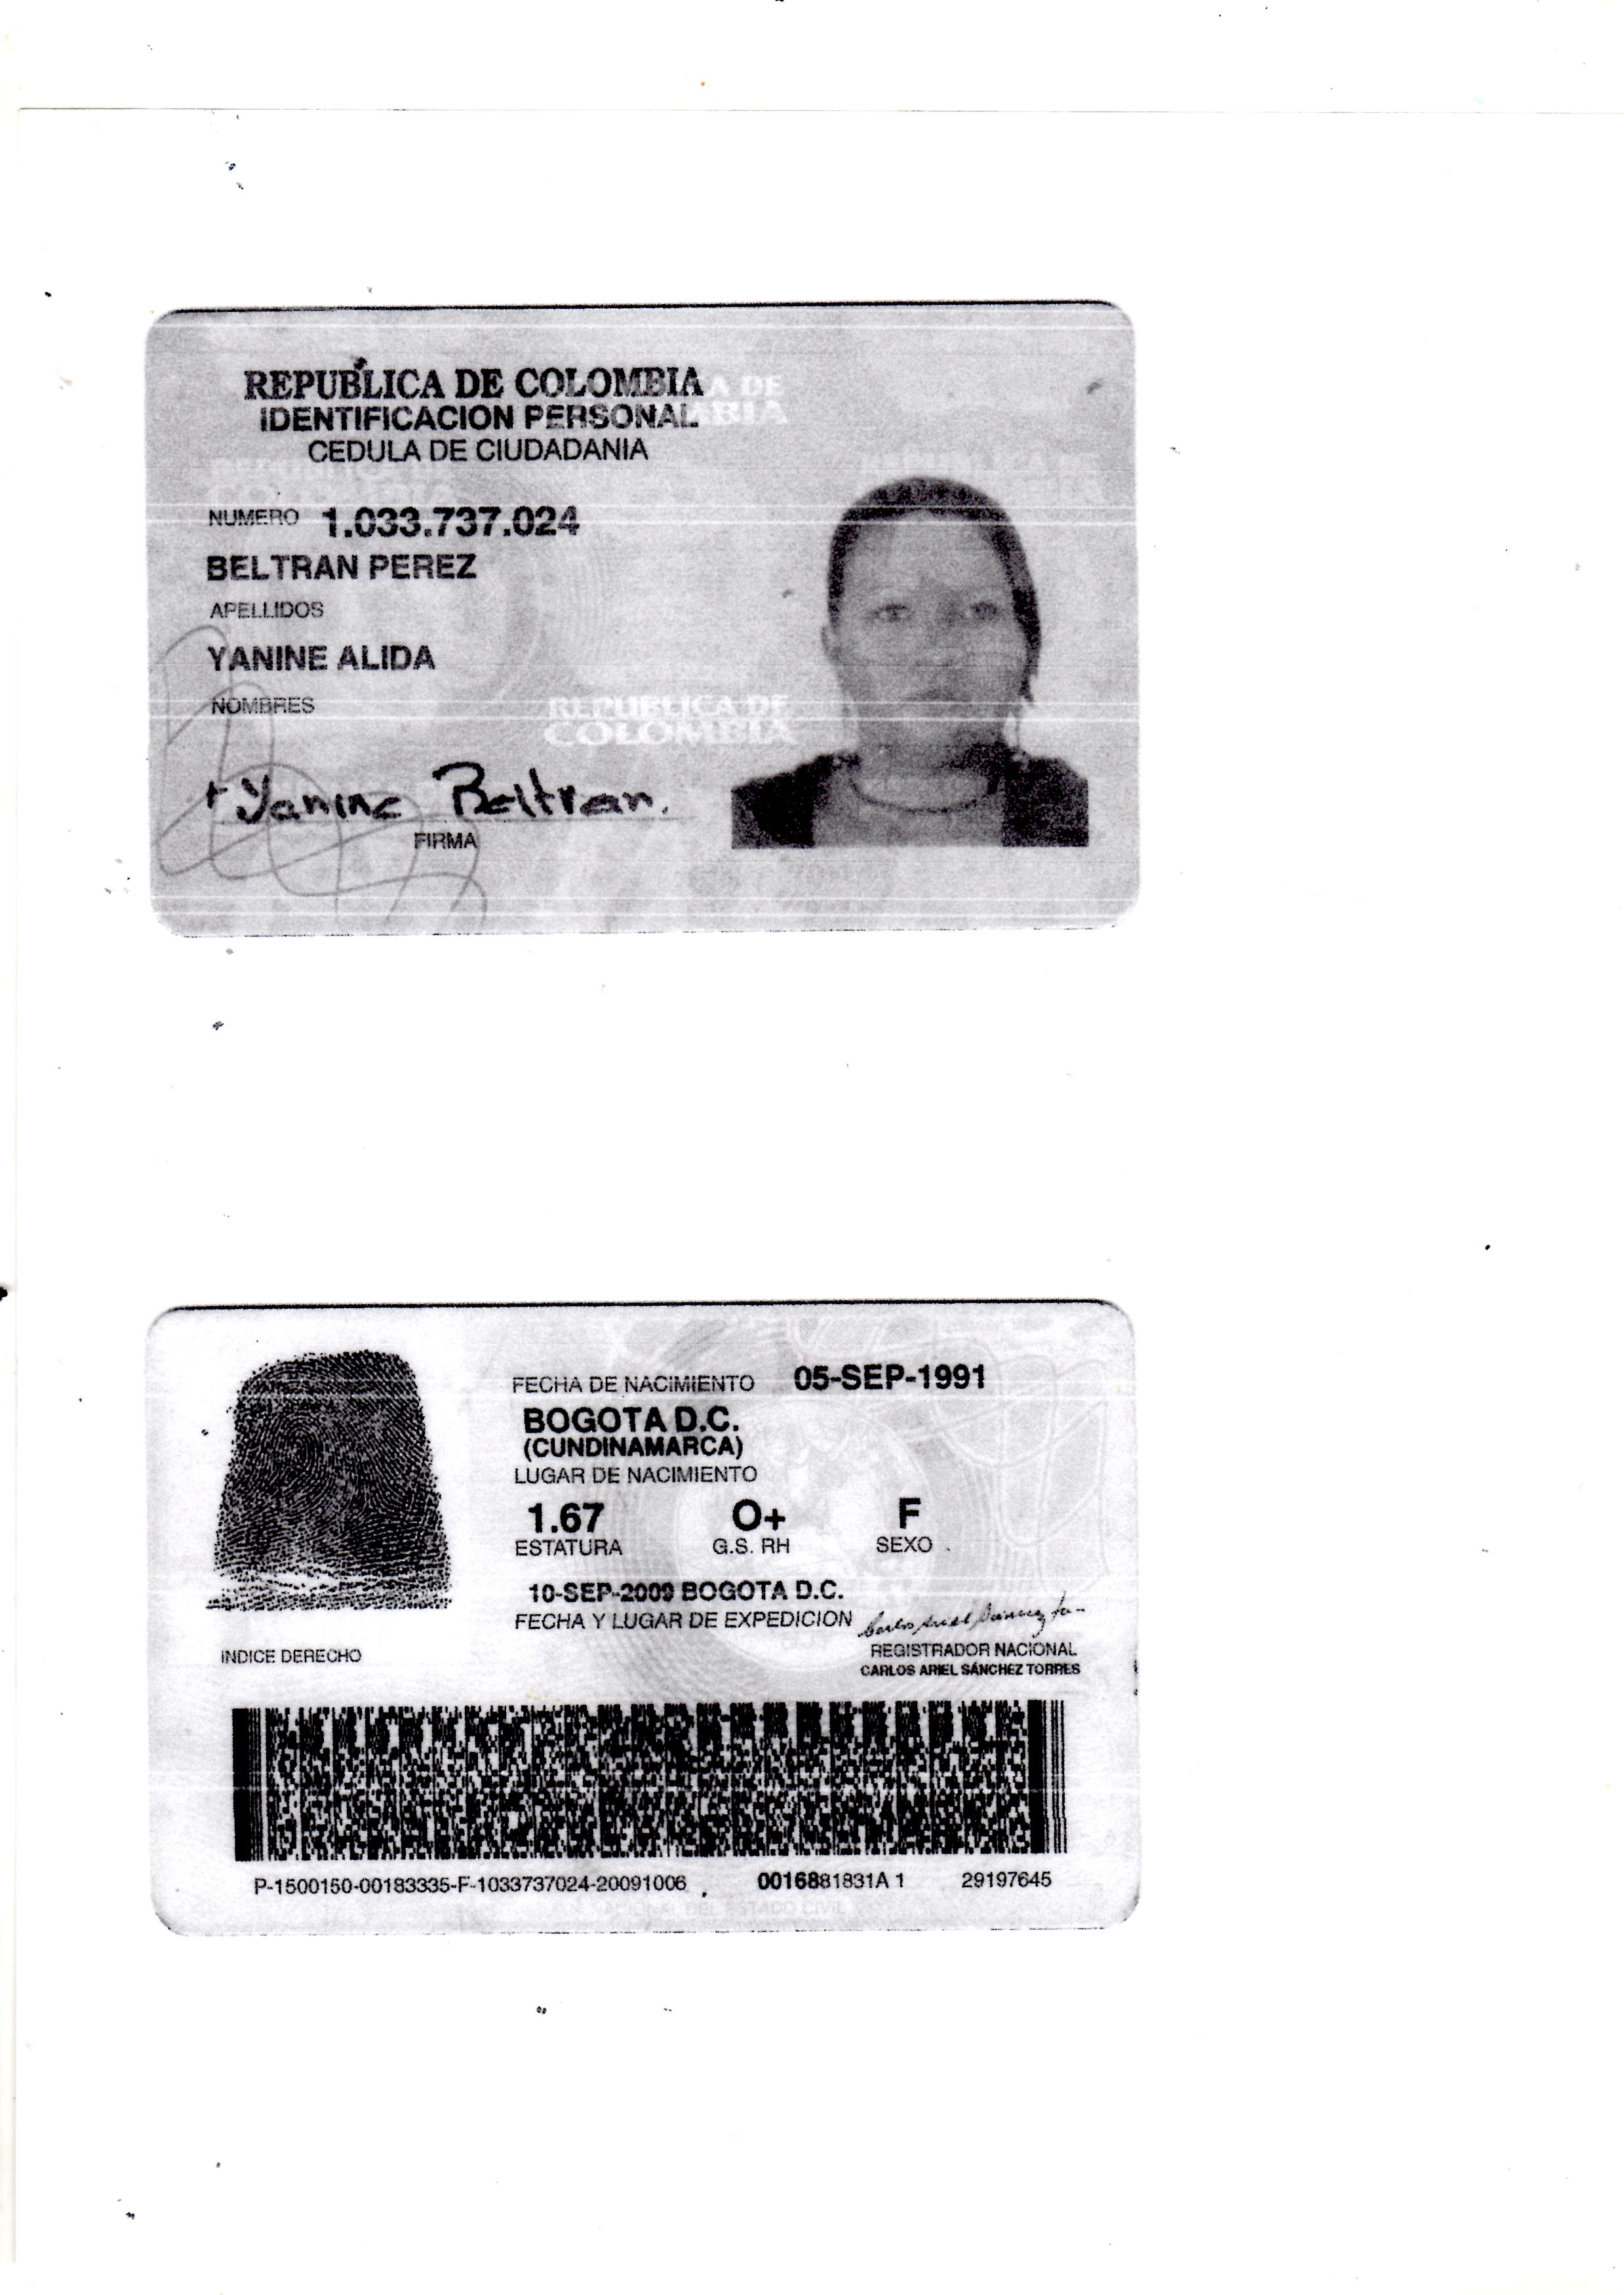 REPUBLICA DE COLOMBIA
IDENTIFICACION PERSONAL
CEDULA DE CIUDADANIA
NUMERO 1.033.737.024
BELTRAN PEREZ
APELLIDOS
YANINE ALIDA
NOMBRES
REPUBLICA DE
COLOMBIA
Yanine Beltran.
FIRMA
FECHA DE NACIMIENTO 05-SEP-1991
BOGOTA D.C.
(CUNDINAMARCA)
LUGAR DE NACIMIENTO
1.67 O+ F
ESTATURA G.S. RH SEXO
10-SEP-2009 BOGOTA D.C.
FECHA Y LUGAR DE EXPEDICION
INDICE DERECHO
REGISTRADOR NACIONAL
CARLOS ARIEL SÁNCHEZ TORRES
P-1500150-00183335-F-1033737024-20091006 0016881831A 1 29197645